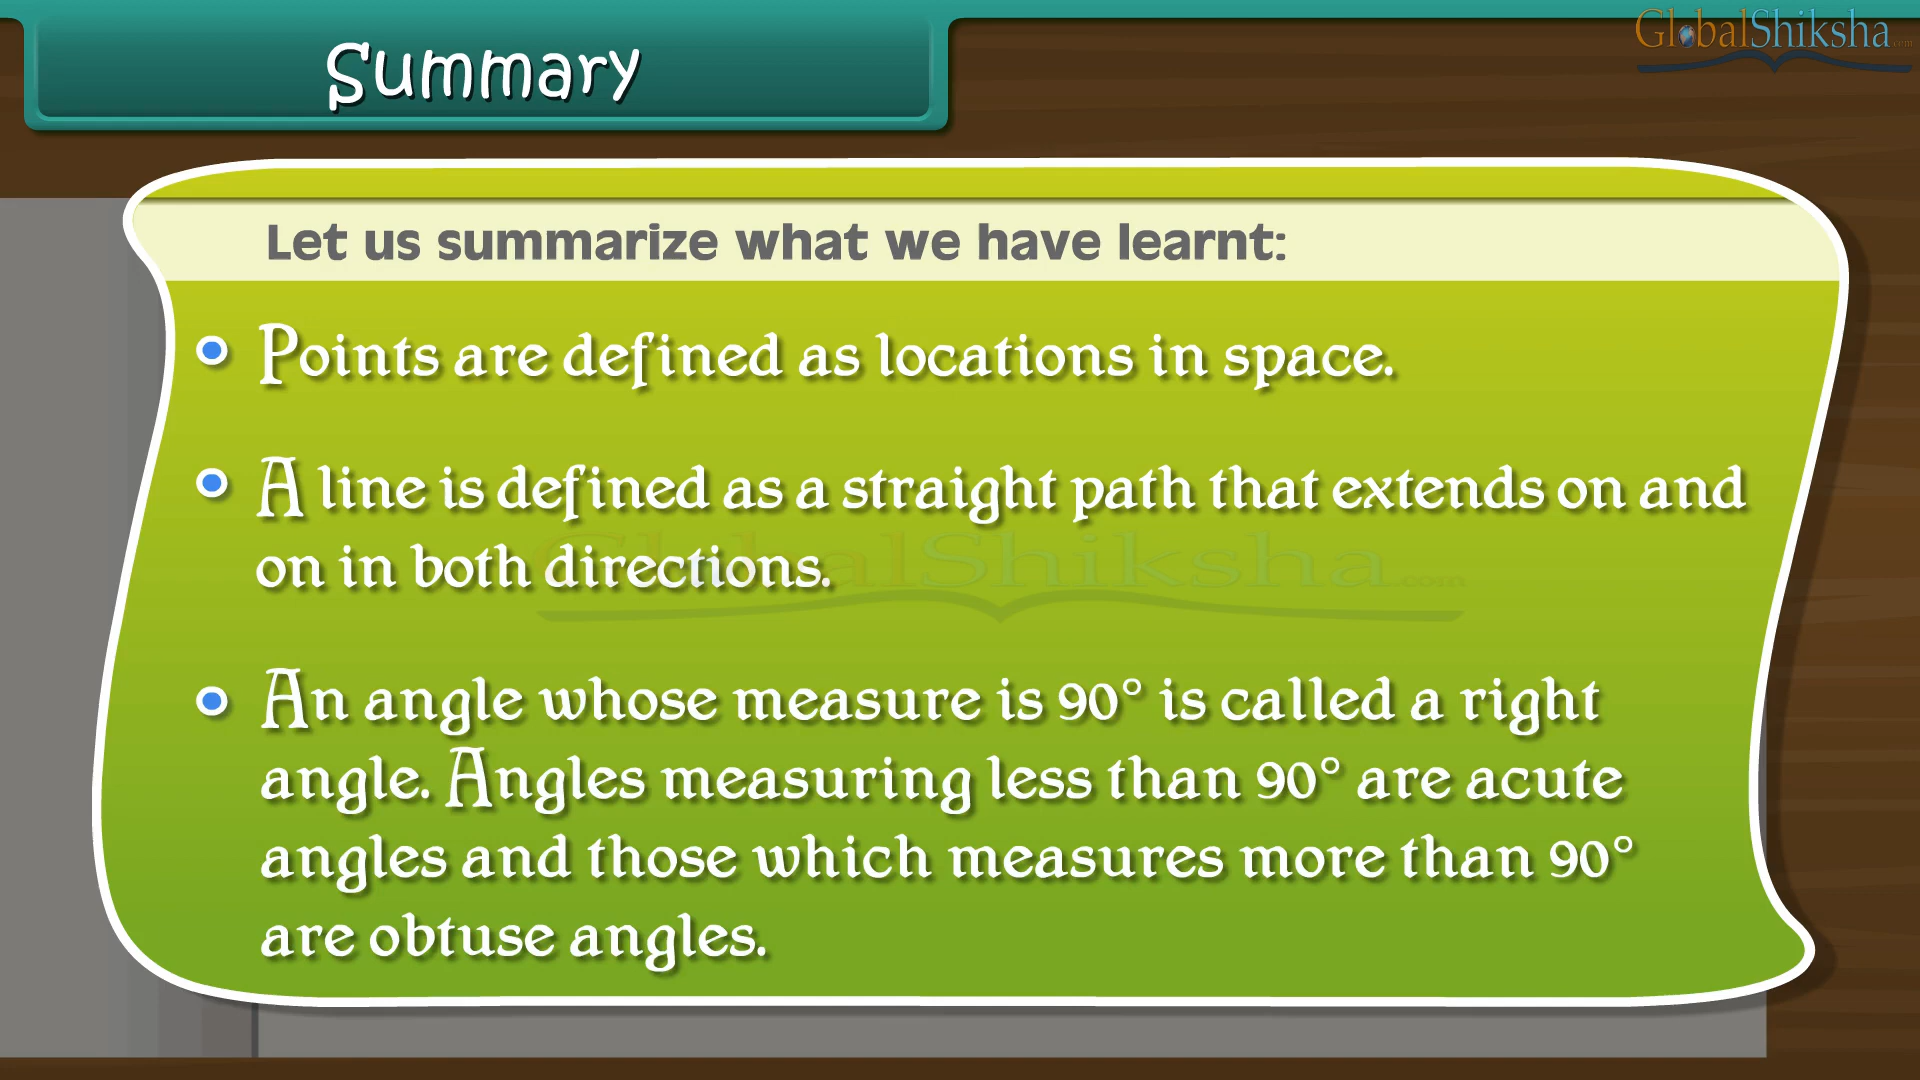 Summary
GlobalShiksha.com
Let us summarize what we have learnt:
Points are defined as locations in space.
A line is defined as a straight path that extends on and
on in both directions.
GlobalShiksha.com
An angle whose measure is 90° is called a right
angle. Angles measuring less than 90° are acute
angles and those which measures more than 90°
are obtuse angles.